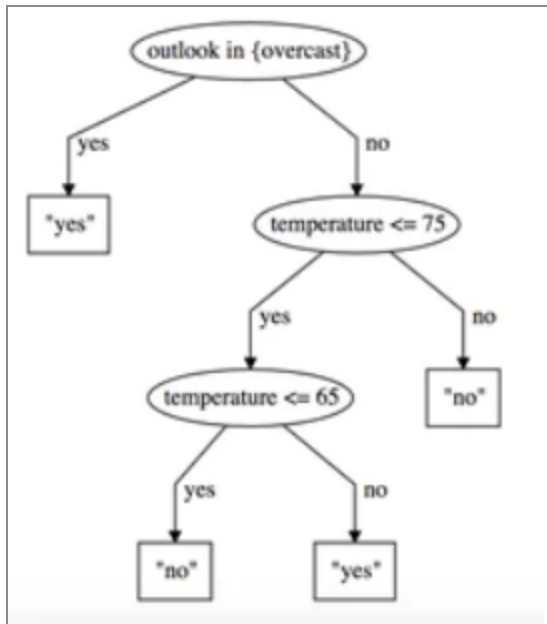 outlook in {overcast}
yes
no
"yes"
temperature <= 75
yes
no
temperature <= 65
"no"
yes
no
"no"
"yes"